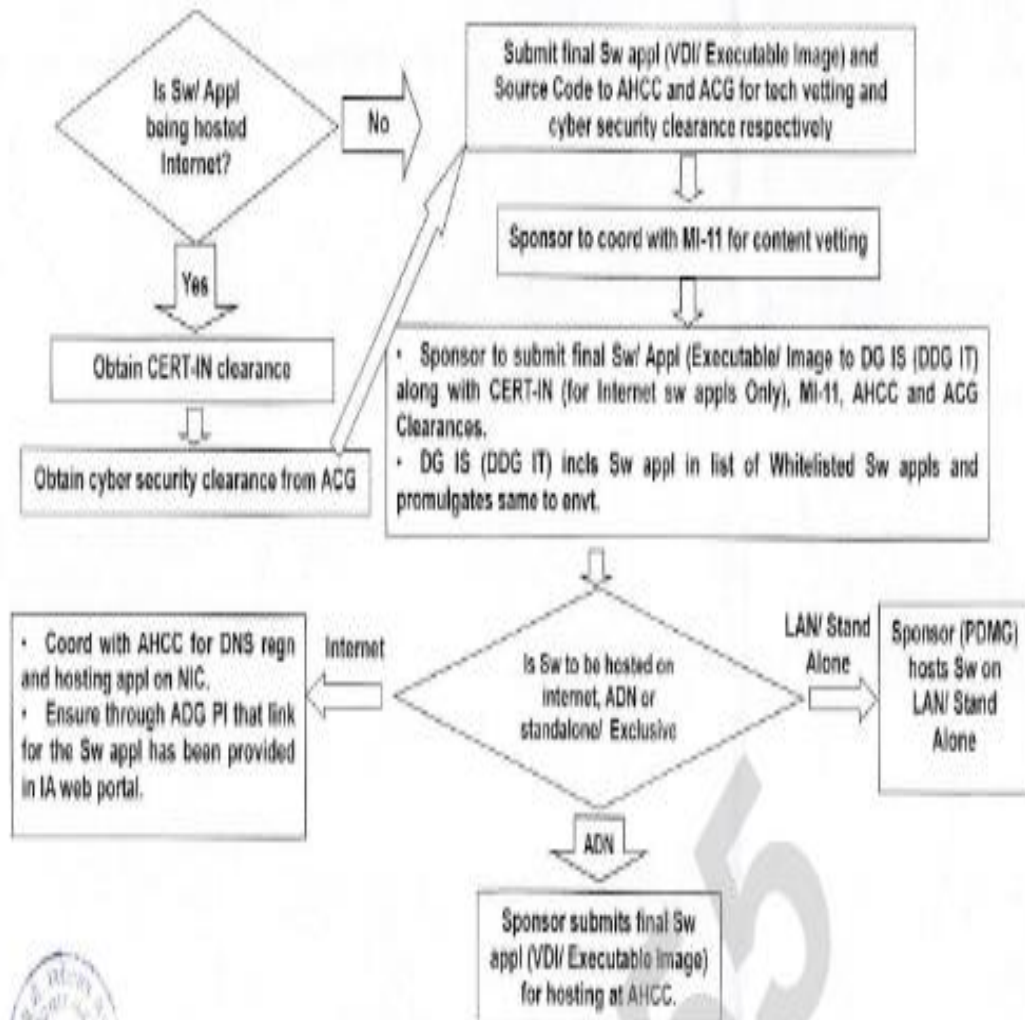 Is Sw/ Appl
being hosted
Internet?
No
Submit final Sw appl (VDI/ Executable Image) and
Source Code to AHCC and ACG for tech vetting and
cyber security clearance respectively
Sponsor to coord with MI-11 for content vetting
Yes
Obtain CERT-IN clearance
Obtain cyber security clearance from ACG
• Sponsor to submit final Sw/ Appl (Executable/ Image to DG IS (DDG IT)
along with CERT-IN (for Internet sw appls Only), MI-11, AHCC and ACG
Clearances.
• DG IS (DDG IT) incls Sw appl in list of Whitelisted Sw appls and
promulgates same to envt.
• Coord with AHCC for DNS regn
and hosting appl on NIC.
• Ensure through ADG PI that link
for the Sw appl has been provided
in IA web portal.
Internet
Is Sw to be hosted on
internet, ADN or
standalone/ Exclusive
LAN/ Stand
Alone
Sponsor (PDMG)
hosts Sw on
LAN/ Stand
Alone
ADN
Sponsor submits final Sw
appl (VDI/ Executable Image)
for hosting at AHCC.